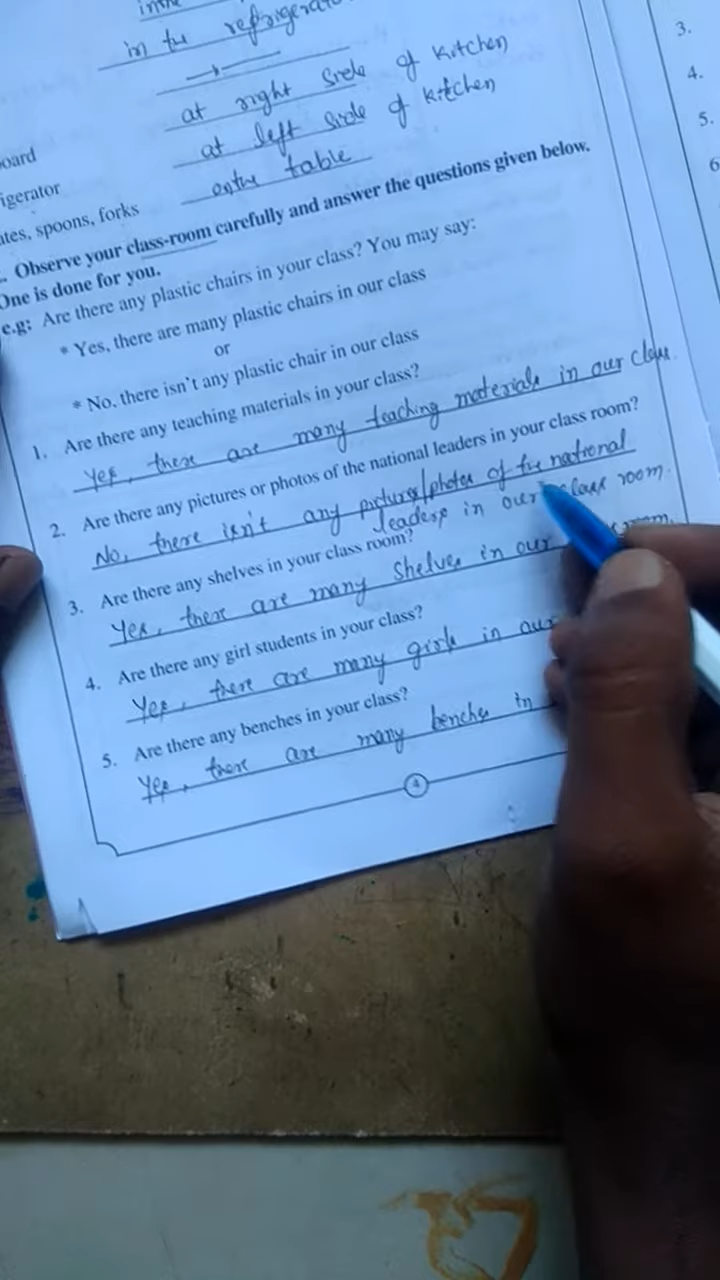 in the
in the refrigerator
at right side of kitchen
oard
at left side of kitchen
igerator
onthe table
ates, spoons, forks
Observe your class-room carefully and answer the questions given below.
One is done for you.
e.g: Are there any plastic chairs in your class? You may say:
* Yes, there are many plastic chairs in our class
or
* No, there isn't any plastic chair in our class
1. Are there any teaching materials in your class?
Yes, there are many teaching materials in our class.
2. Are there any pictures or photos of the national leaders in your class room?
No, there isn't any pictures/photos of the national
leaders in our class room.
3. Are there any shelves in your class room?
Yes, there are many shelves in our room.
4. Are there any girl students in your class?
Yes, there are many girls in our
5. Are there any benches in your class?
Yes, there are many benches in
4
3.
4.
5.
6